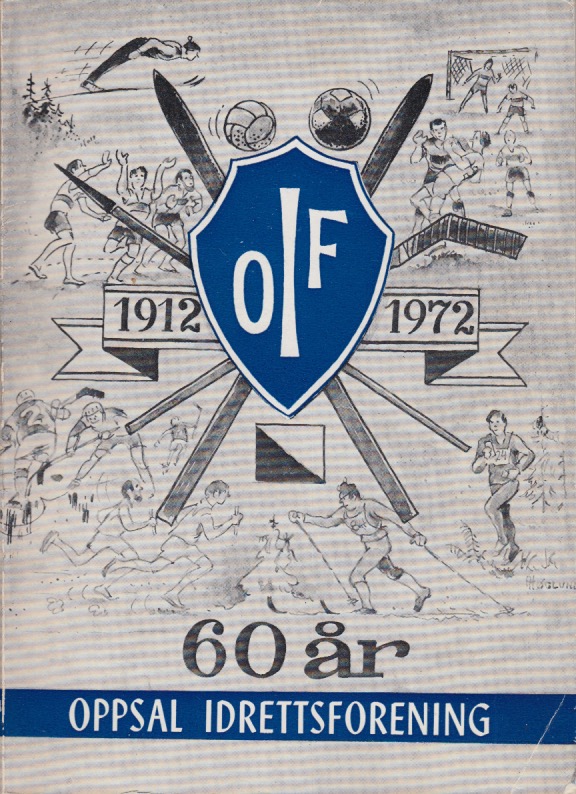 OIF
1912 1972
60 år
OPPSAL IDRETTSFORENING